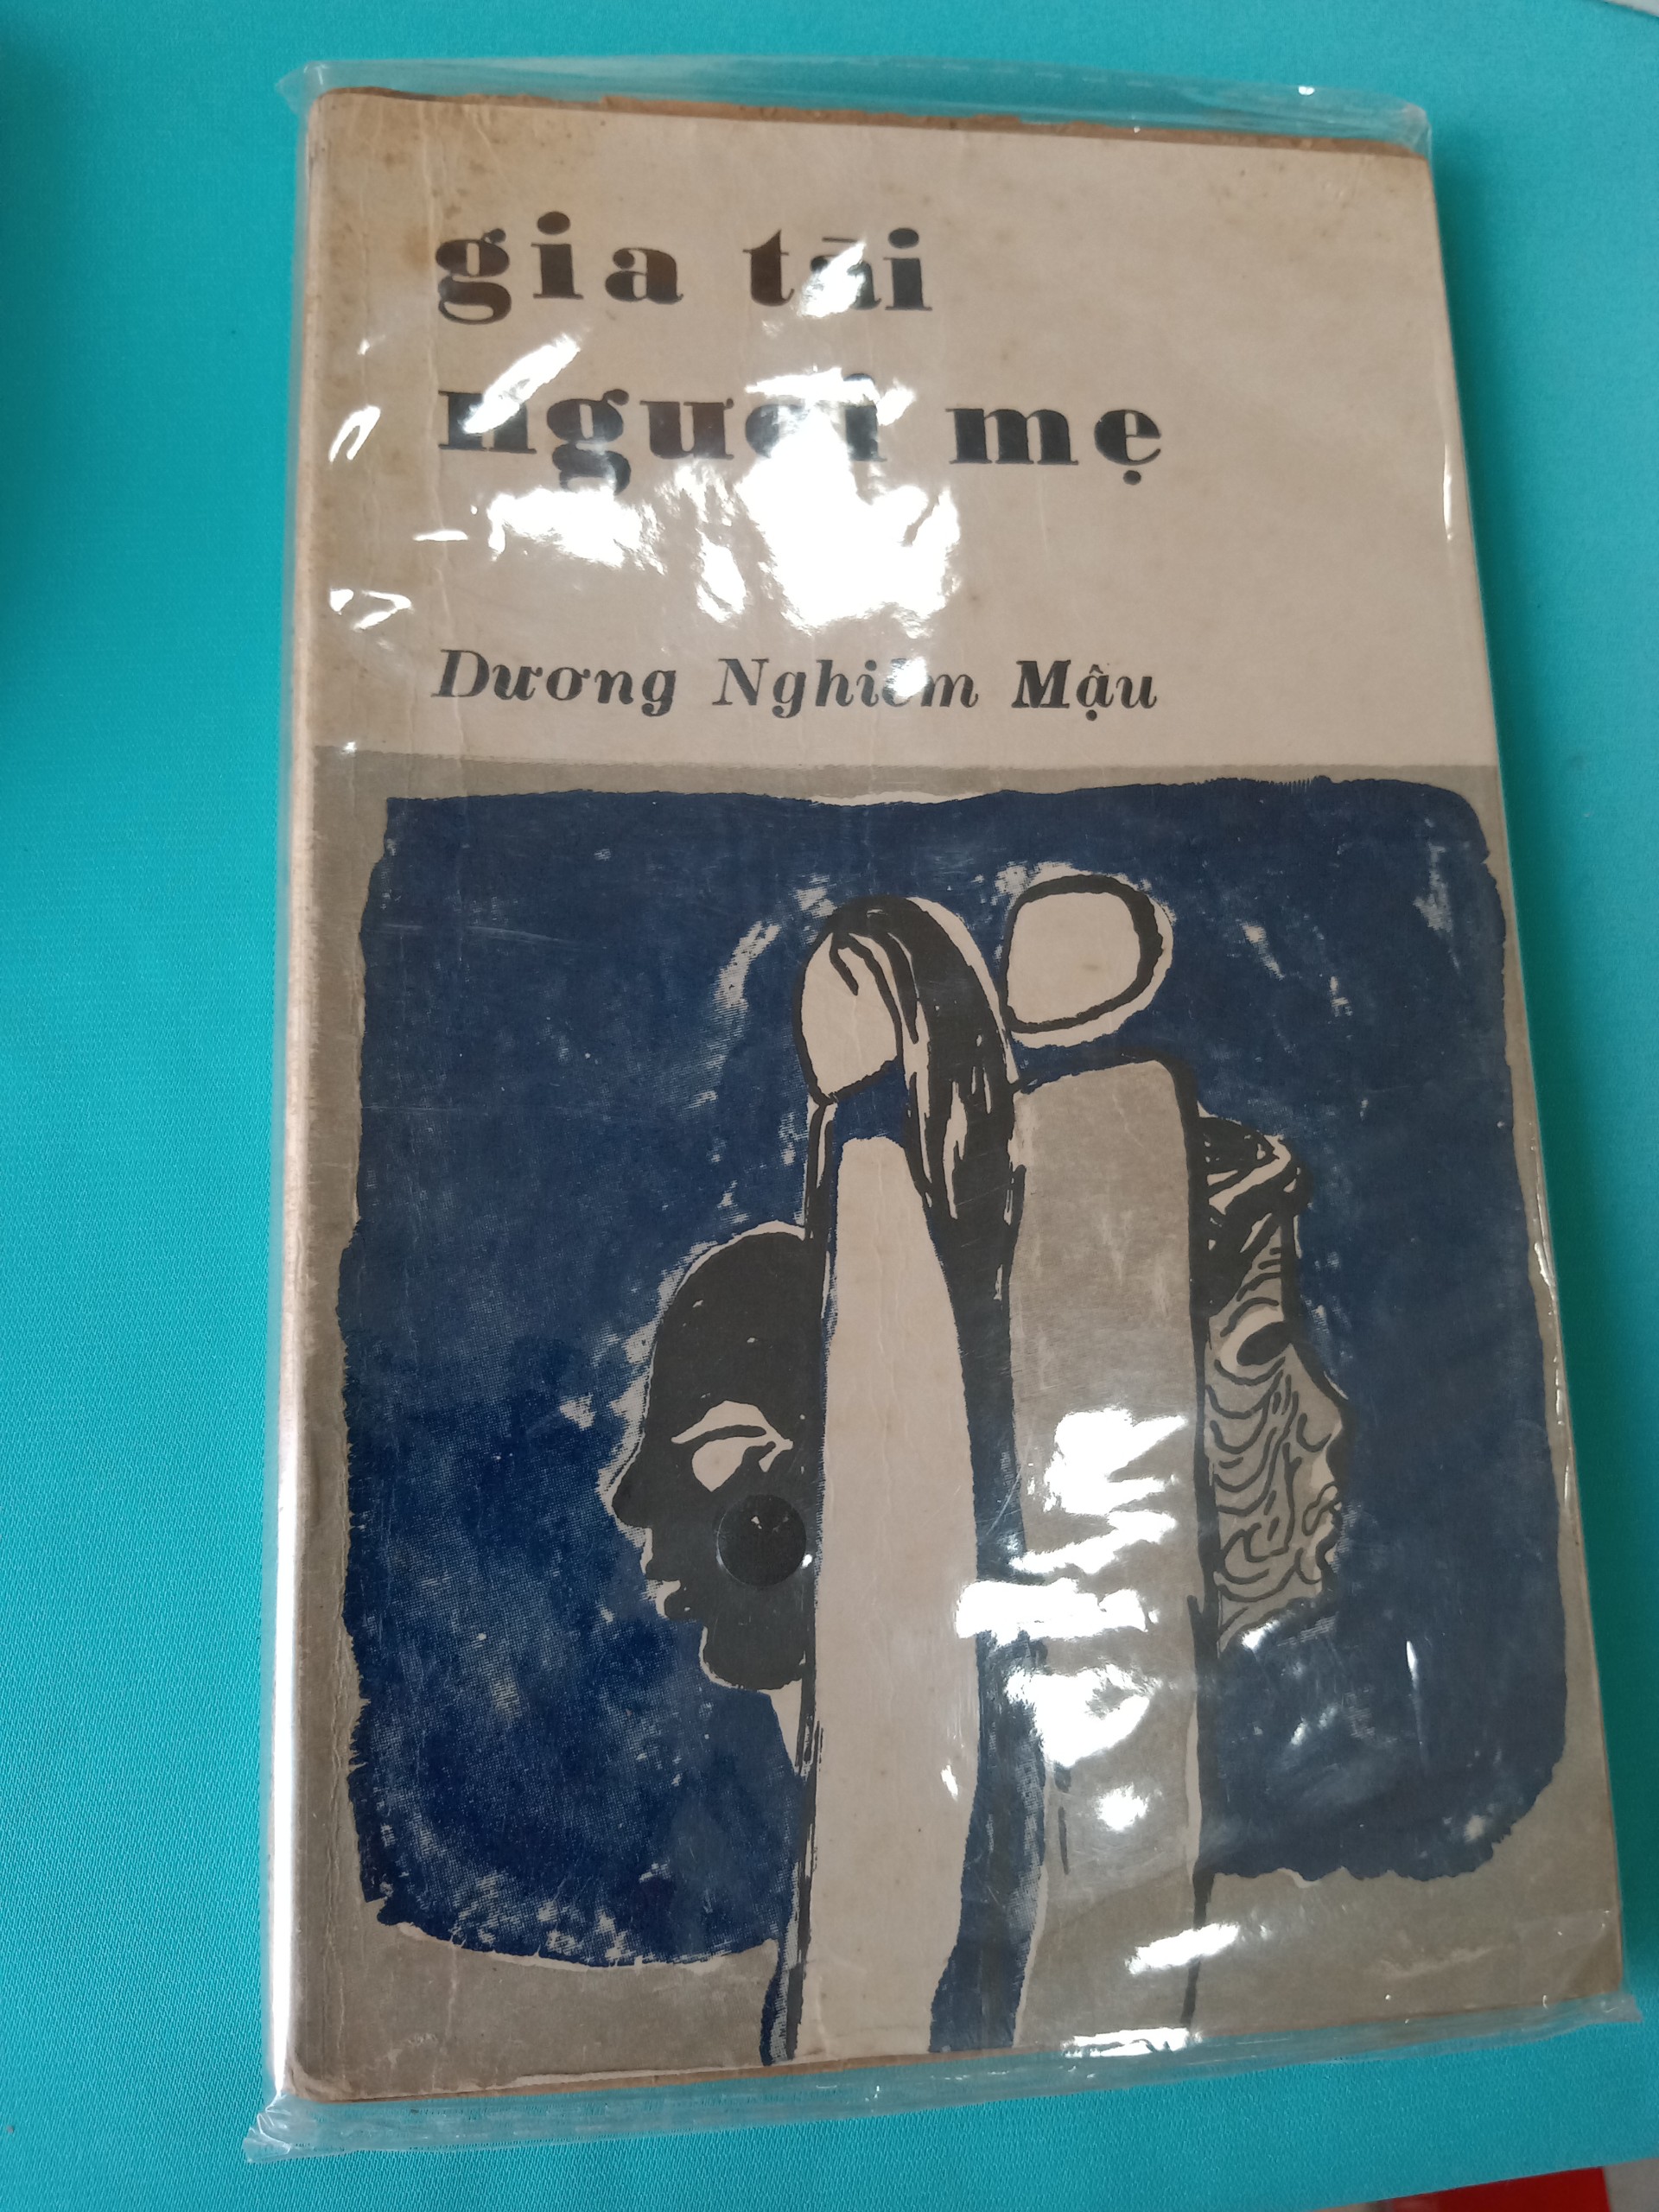 gia tài
người mẹ
Dương Nghiễm Mậu